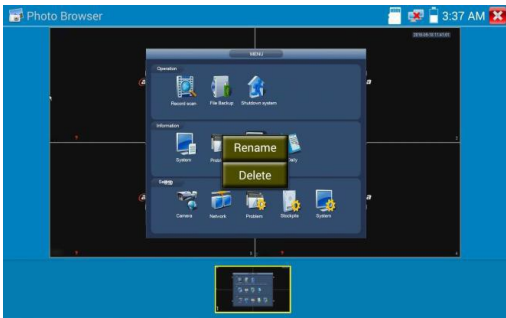 Photo Browser
3:37 AM
MENU
Operation
Record scan
File Backup
Shutdown system
Information
System
Rename
Delete
Setting
Camera
Network
Problem
Stockpile
System